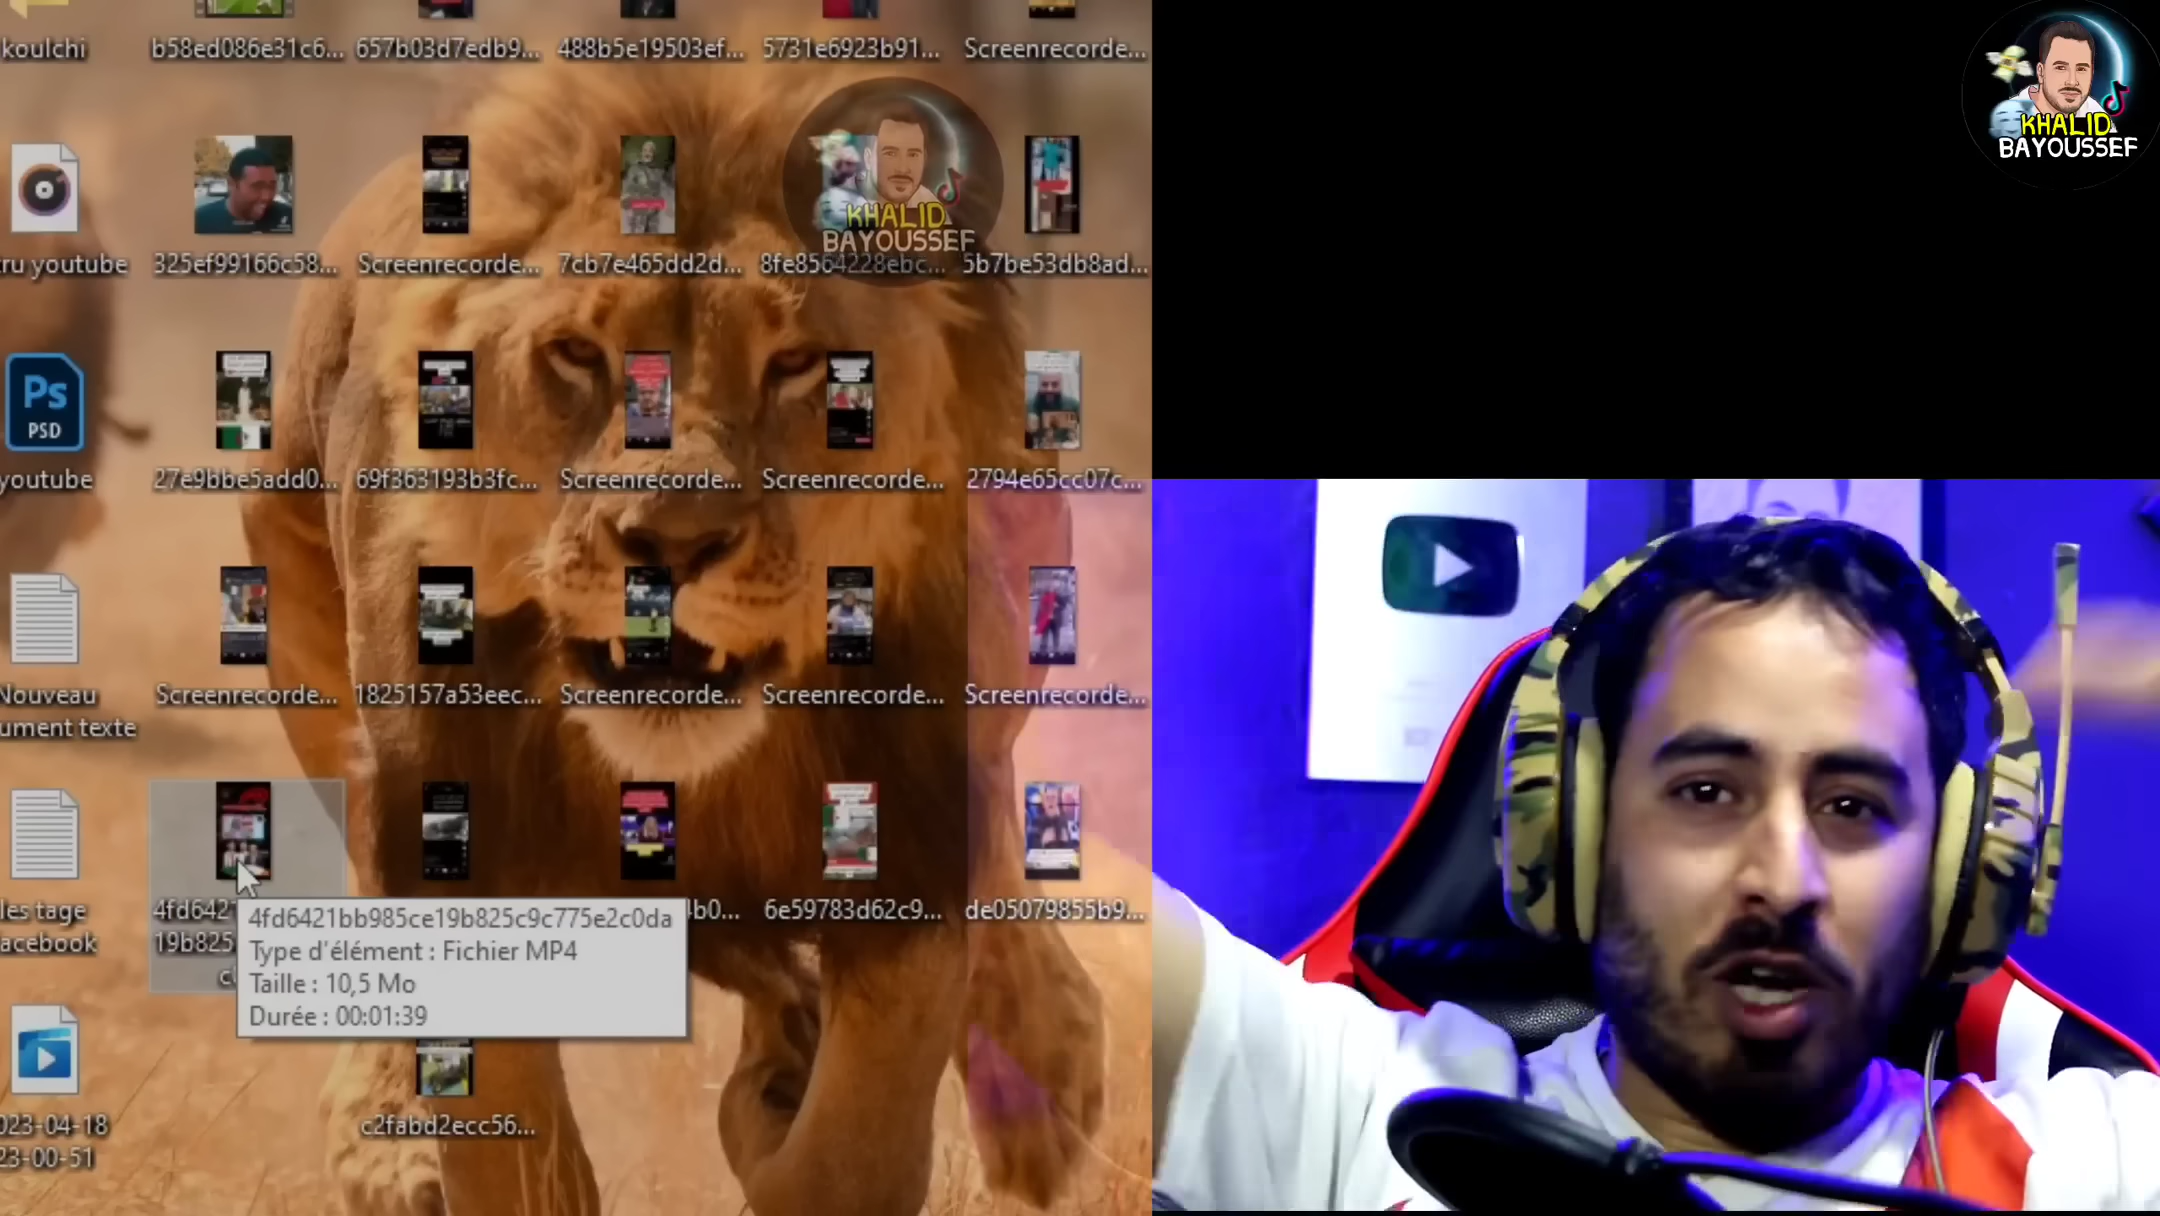 koulchi
b58ed086e31c6...
657b03d7edb9...
488b5e19503ef...
5731e6923b91...
Screenrecorde...
KHALID
BAYOUSSEF
KHALID
BAYOUSSEF
ru youtube
325ef99166c58...
Screenrecorde...
7cb7e465dd2d...
8fe8564228ebc...
5b7be53db8ad...
Ps
PSD
youtube
27e9bbe5add0...
69f363193b3fc...
Screenrecorde...
Screenrecorde...
2794e65cc07c...
Nouveau
ument texte
Screenrecorde...
1825157a53eec...
Screenrecorde...
Screenrecorde...
Screenrecorde...
les tage
acebook
4fd642
19b825
4b0...
6e59783d62c9...
de05079855b9...
4fd6421bb985ce19b825c9c775e2c0da
Type d'élément : Fichier MP4
Taille : 10,5 Mo
Durée : 00:01:39
023-04-18
23-00-51
c2fabd2ecc56...